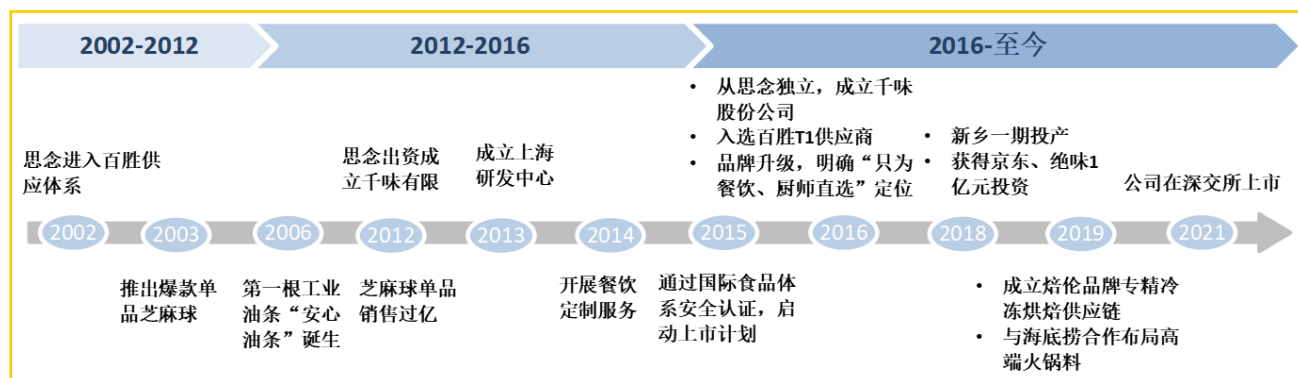 2002-2012
2012-2016
2016-至今
思念进入百胜供
应体系
思念出资成
立千味有限
成立上海
研发中心
• 从思念独立，成立千味
股份公司
• 入选百胜T1供应商
• 品牌升级，明确“只为
餐饮、厨师直选”定位
• 新乡一期投产
• 获得京东、绝味1
亿元投资
公司在深交所上市
2002
2003
2006
2012
2013
2014
2015
2016
2018
2019
2021
推出爆款单
品芝麻球
第一根工业
油条“安心
油条”诞生
芝麻球单品
销售过亿
开展餐饮
定制服务
通过国际食品体
系安全认证，启
动上市计划
• 成立焙伦品牌专精冷
冻烘焙供应链
• 与海底捞合作布局高
端火锅料